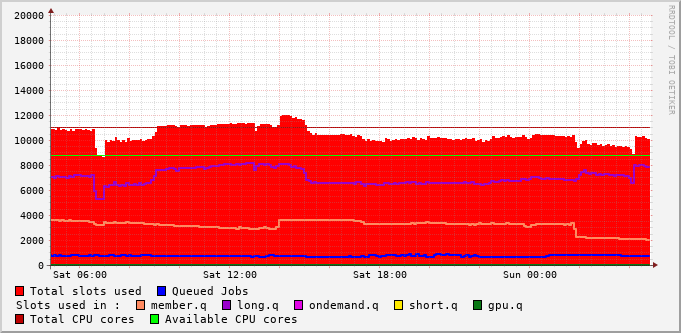 20000
18000
16000
14000
12000
10000
8000
6000
4000
2000
0
Sat 06:00 Sat 12:00 Sat 18:00 Sun 00:00
RRDTOOL / TOBI OETIKER
Total slots used Queued Jobs
Slots used in : member.q long.q ondemand.q short.q gpu.q
Total CPU cores Available CPU cores